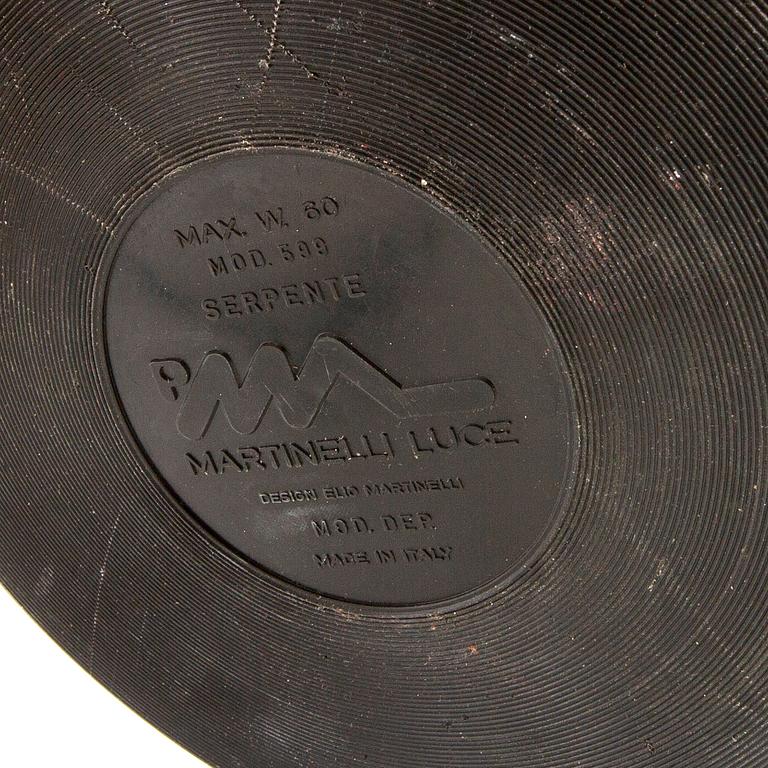 MAX. W. 60
MOD. 599
SERPENTE
MARTINELLI LUCE
DESIGN ELIO MARTINELLI
MOD. DEP.
MADE IN ITALY